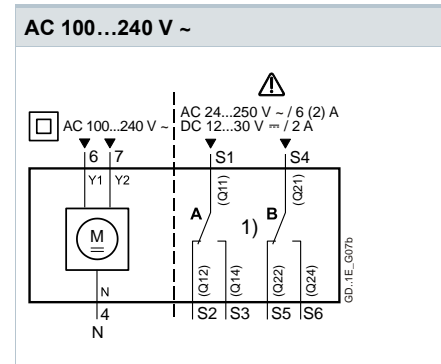 AC 100...240 V ~
AC 24...250 V ~ / 6 (2) A
AC 100...240 V ~
DC 12...30 V ⎓ / 2 A
6 7 S1 S4
Y1 Y2 (Q11) (Q21)
A 1) B
M
(Q12) (Q14) (Q22) (Q24)
N
4 S2 S3 S5 S6
N
GD..1E_G07b